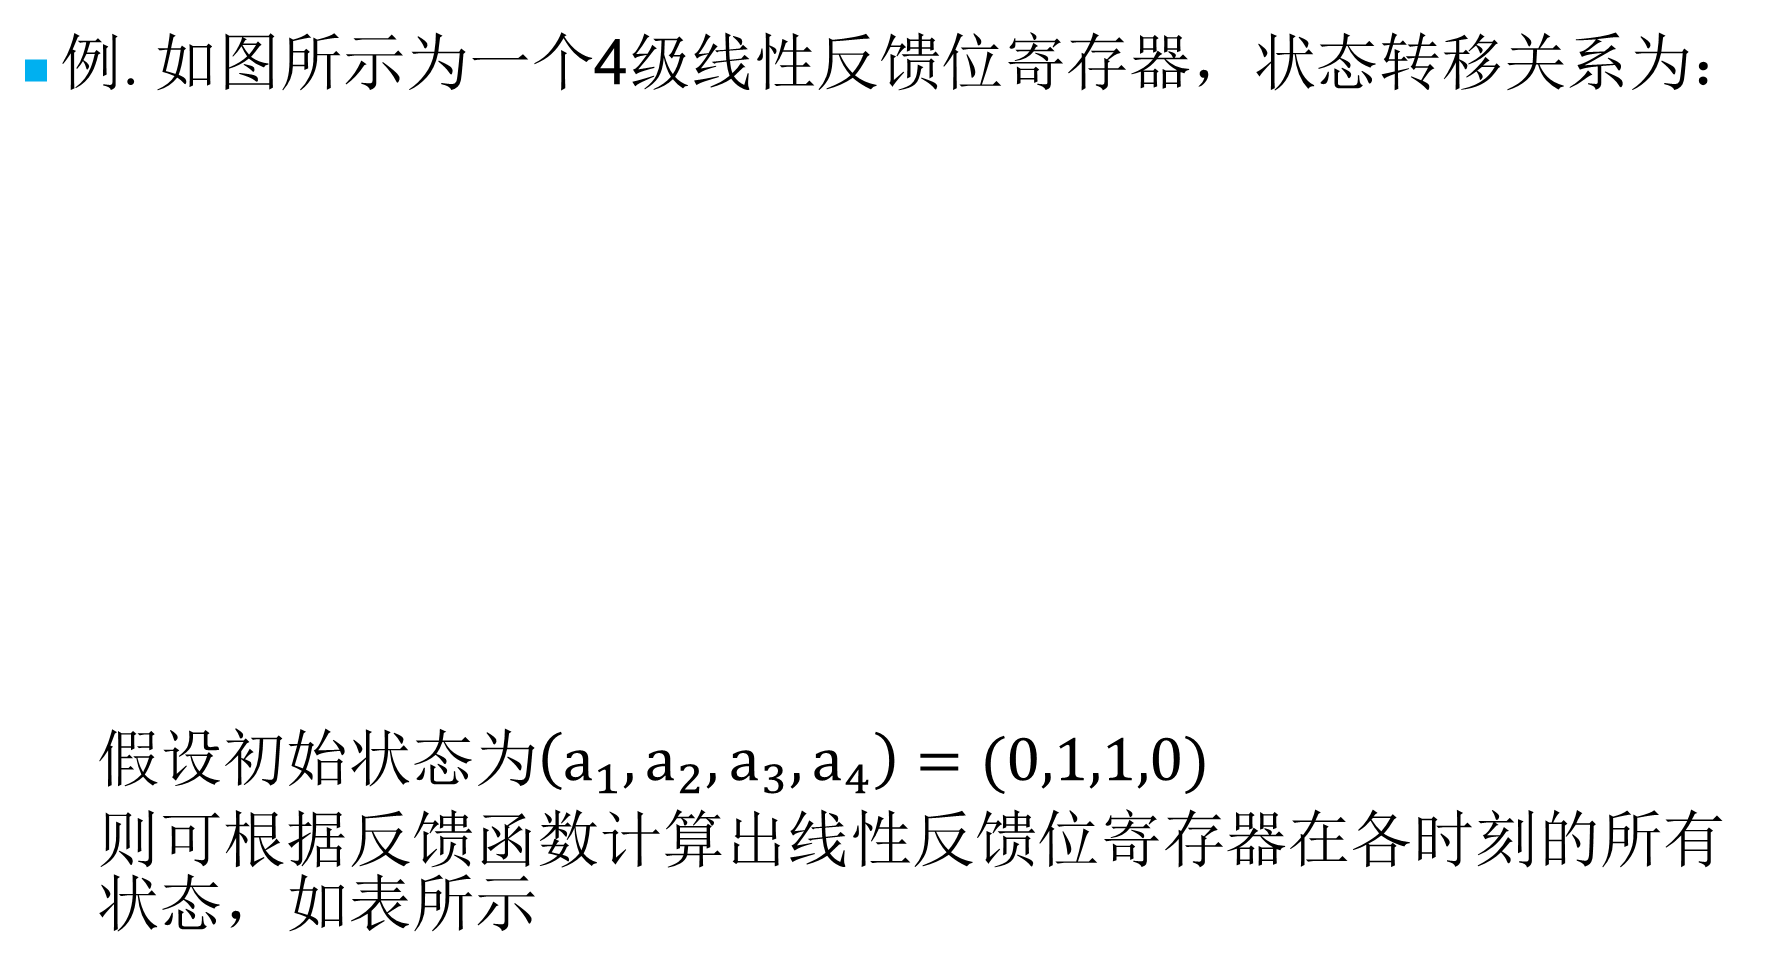 ▪例. 如图所示为一个4级线性反馈位寄存器，状态转移关系为：
假设初始状态为(a₁,a₂,a₃,a₄) = (0,1,1,0)
则可根据反馈函数计算出线性反馈位寄存器在各时刻的所有
状态，如表所示